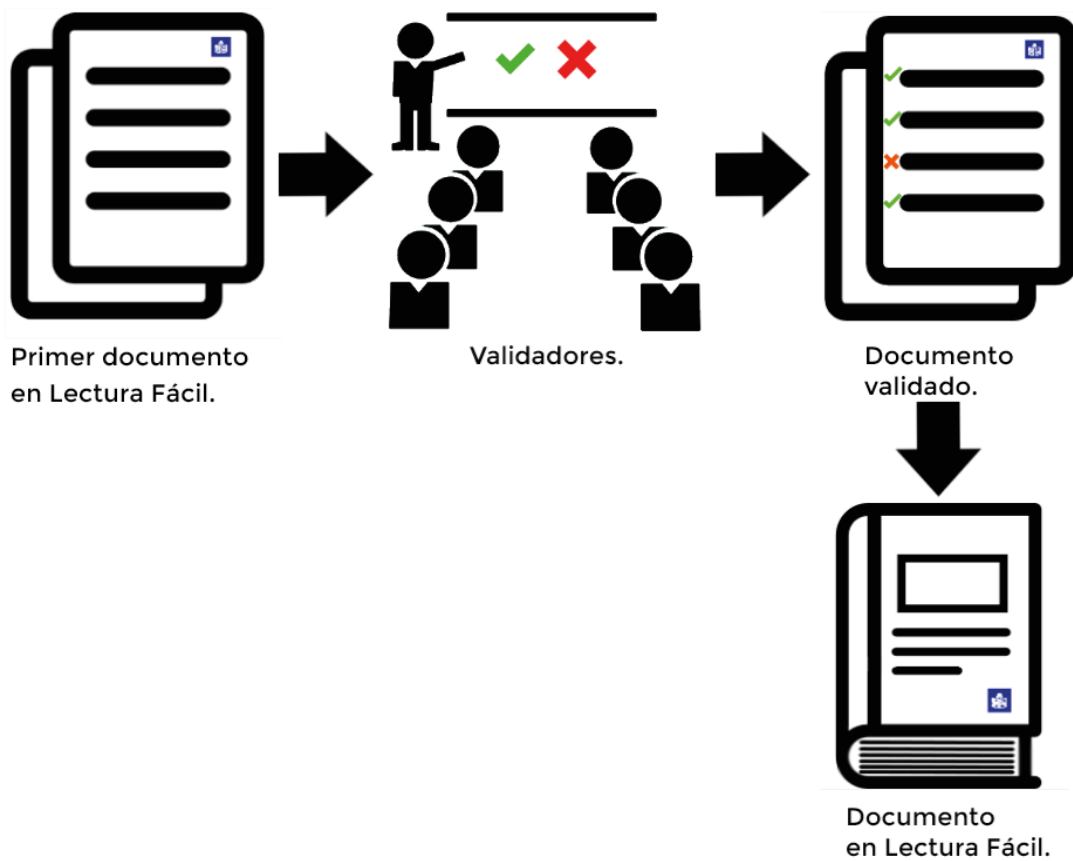 Primer documento
en Lectura Fácil.
Validadores.
Documento
validado.
Documento
en Lectura Fácil.